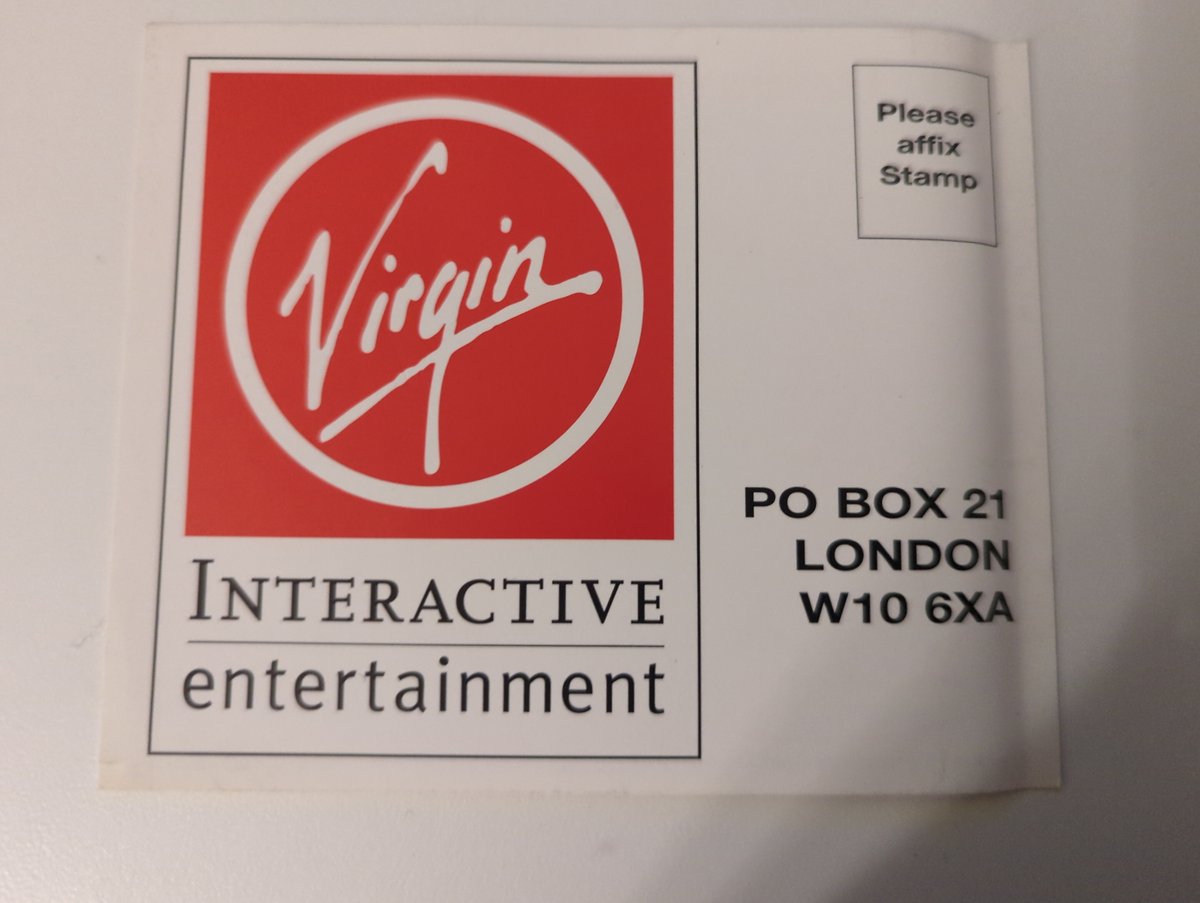 Virgin
INTERACTIVE
entertainment
Please
affix
Stamp
PO BOX 21
LONDON
W10 6XA